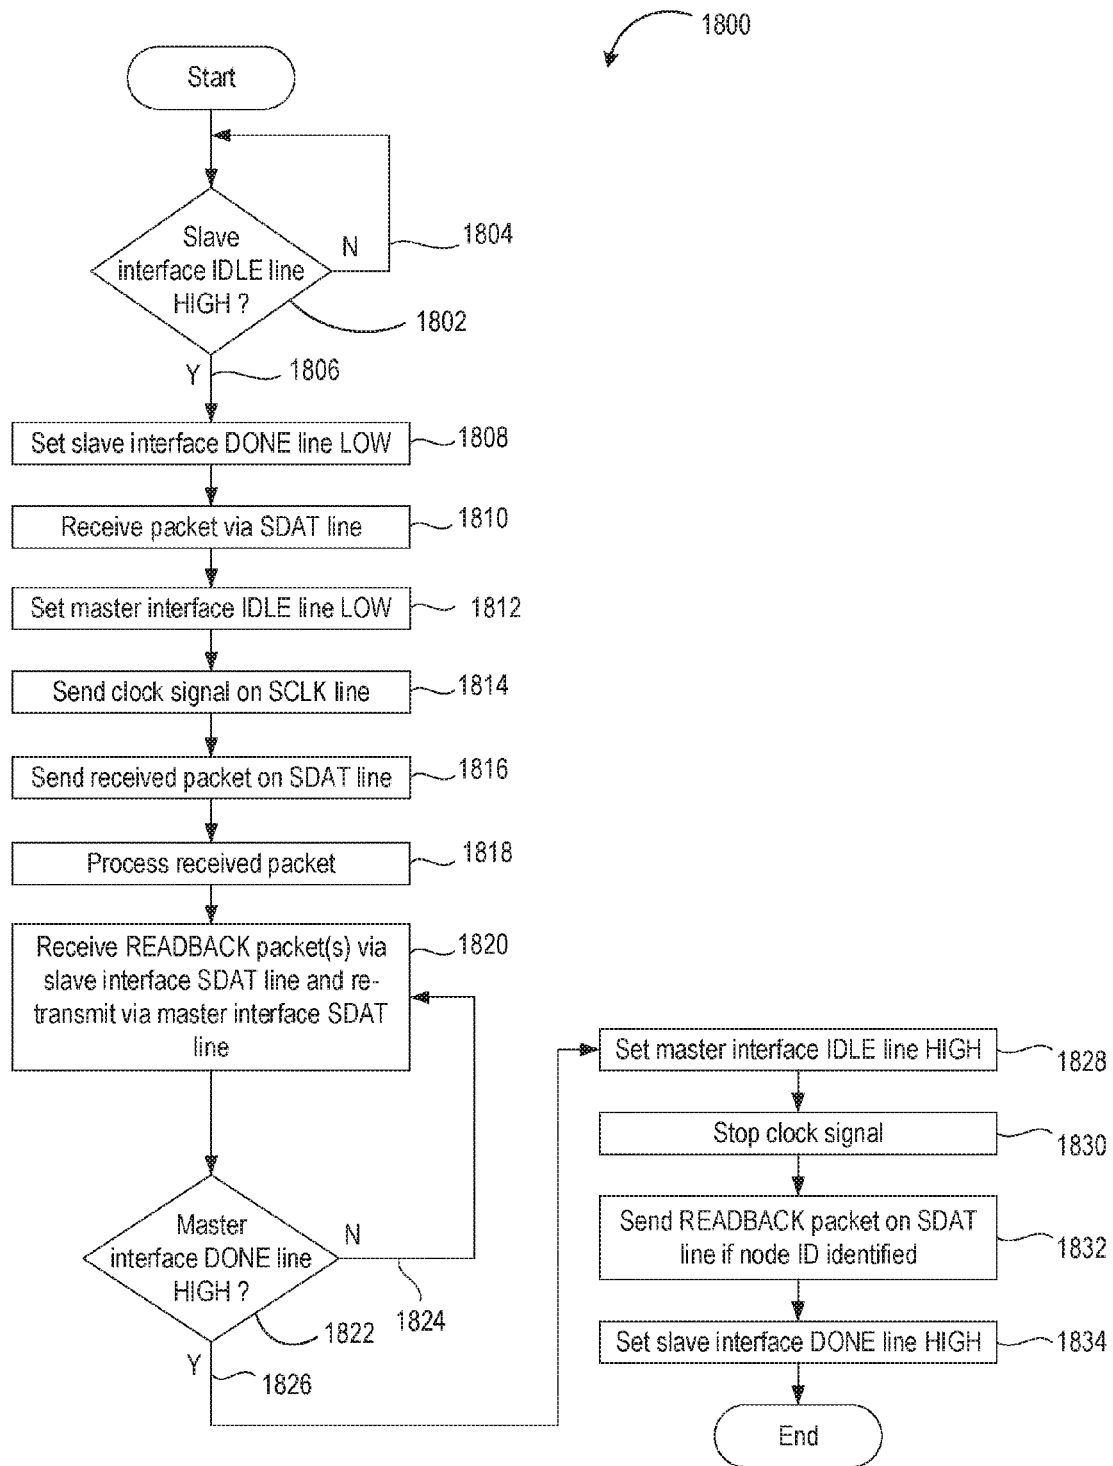 1800
Start
Slave
interface IDLE line
HIGH ?
N
1804
1802
Y
1806
Set slave interface DONE line LOW
1808
Receive packet via SDAT line
1810
Set master interface IDLE line LOW
1812
Send clock signal on SCLK line
1814
Send received packet on SDAT line
1816
Process received packet
1818
Receive READBACK packet(s) via
slave interface SDAT line and re-
transmit via master interface SDAT
line
1820
Master
interface DONE line
HIGH ?
N
1824
1822
Y
1826
Set master interface IDLE line HIGH
1828
Stop clock signal
1830
Send READBACK packet on SDAT
line if node ID identified
1832
Set slave interface DONE line HIGH
1834
End